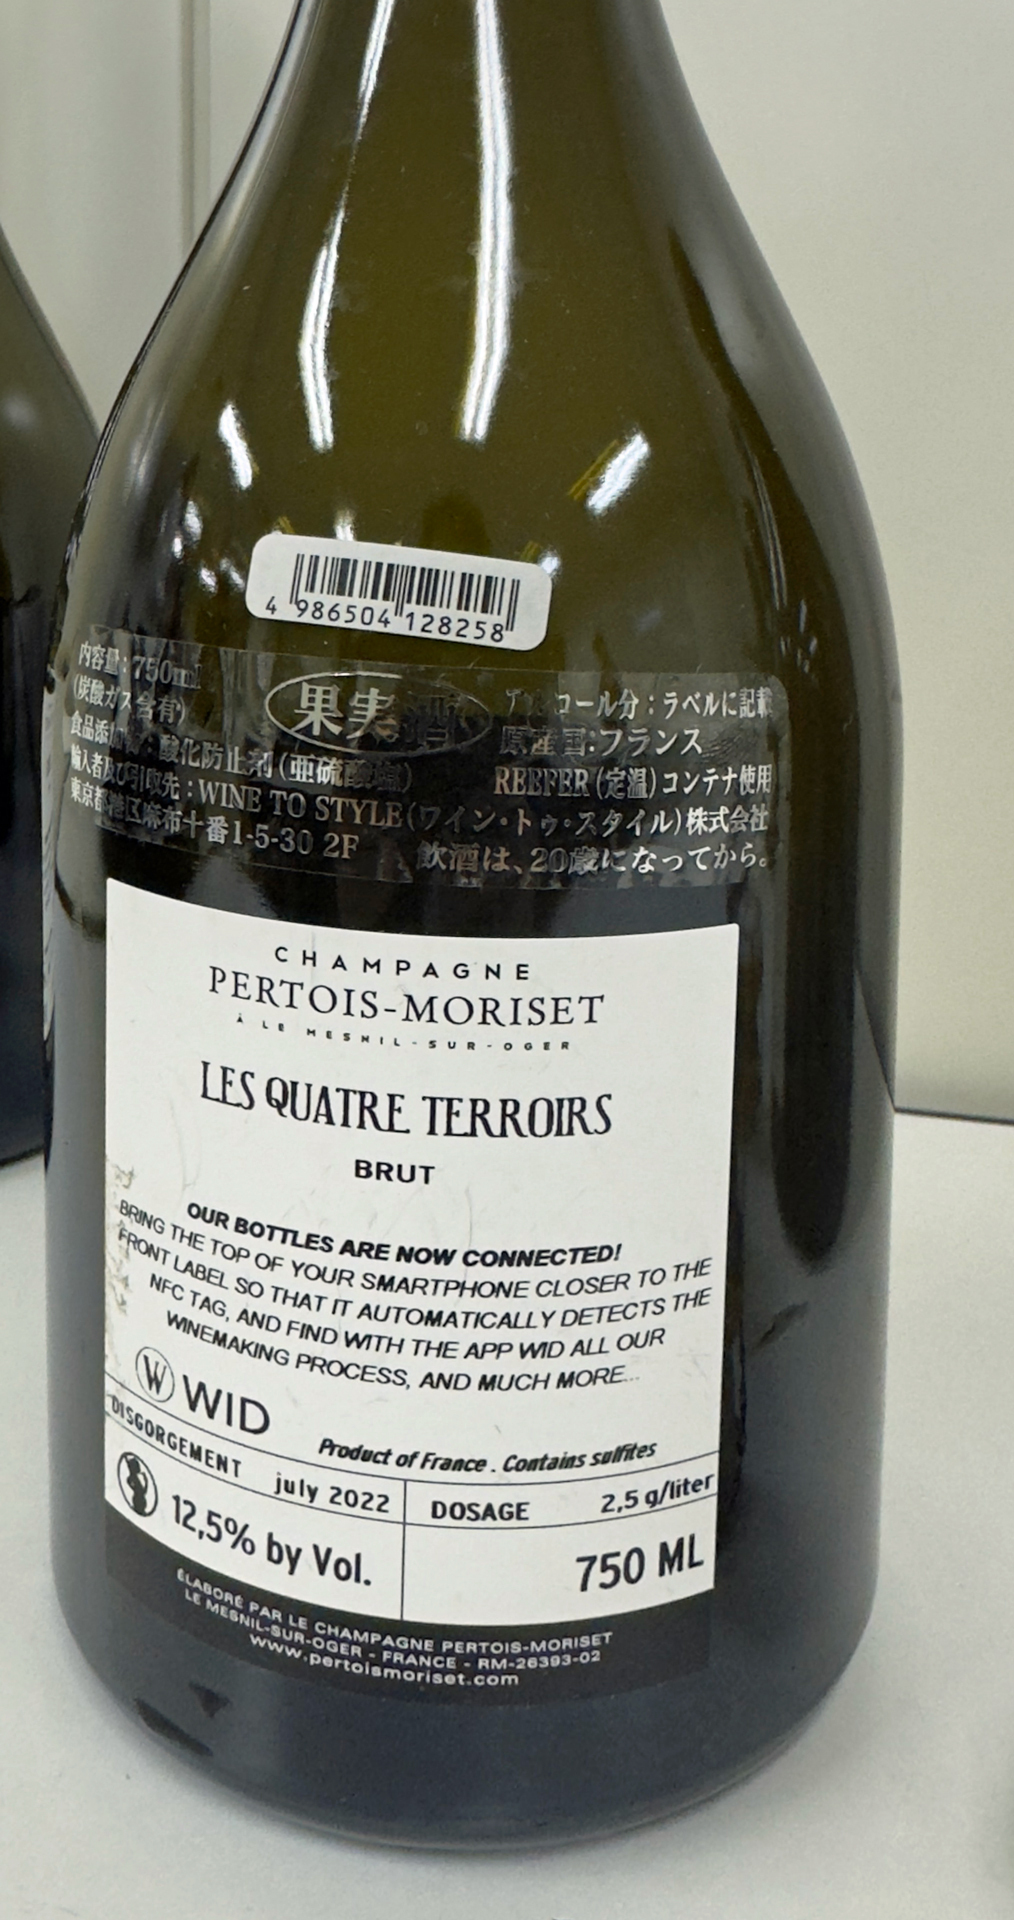 4 986504 128258
内容量:750ml
(炭酸ガス含有)
果実酒
アルコール分:ラベルに記載
食品添加物:酸化防止剤(亜硫酸塩)
原産国:フランス
輸入者及び引取先:WINE TO STYLE(ワイン・トゥ・スタイル)株式会社
REEFER(定温)コンテナ使用
東京都港区麻布十番1-5-30 2F
飲酒は、20歳になってから。
CHAMPAGNE
PERTOIS-MORISET
À LE MESNIL-SUR-OGER
LES QUATRE TERROIRS
BRUT
OUR BOTTLES ARE NOW CONNECTED!
BRING THE TOP OF YOUR SMARTPHONE CLOSER TO THE
FRONT LABEL SO THAT IT AUTOMATICALLY DETECTS THE
NFC TAG, AND FIND WITH THE APP WID ALL OUR
WINEMAKING PROCESS, AND MUCH MORE...
W WID
Product of France . Contains sulfites
DISGORGEMENT july 2022
DOSAGE 2,5 g/liter
12,5% by Vol.
750 ML
ÉLABORÉ PAR LE CHAMPAGNE PERTOIS-MORISET
LE MESNIL-SUR-OGER - FRANCE - RM-26393-02
www.pertoismoriset.com